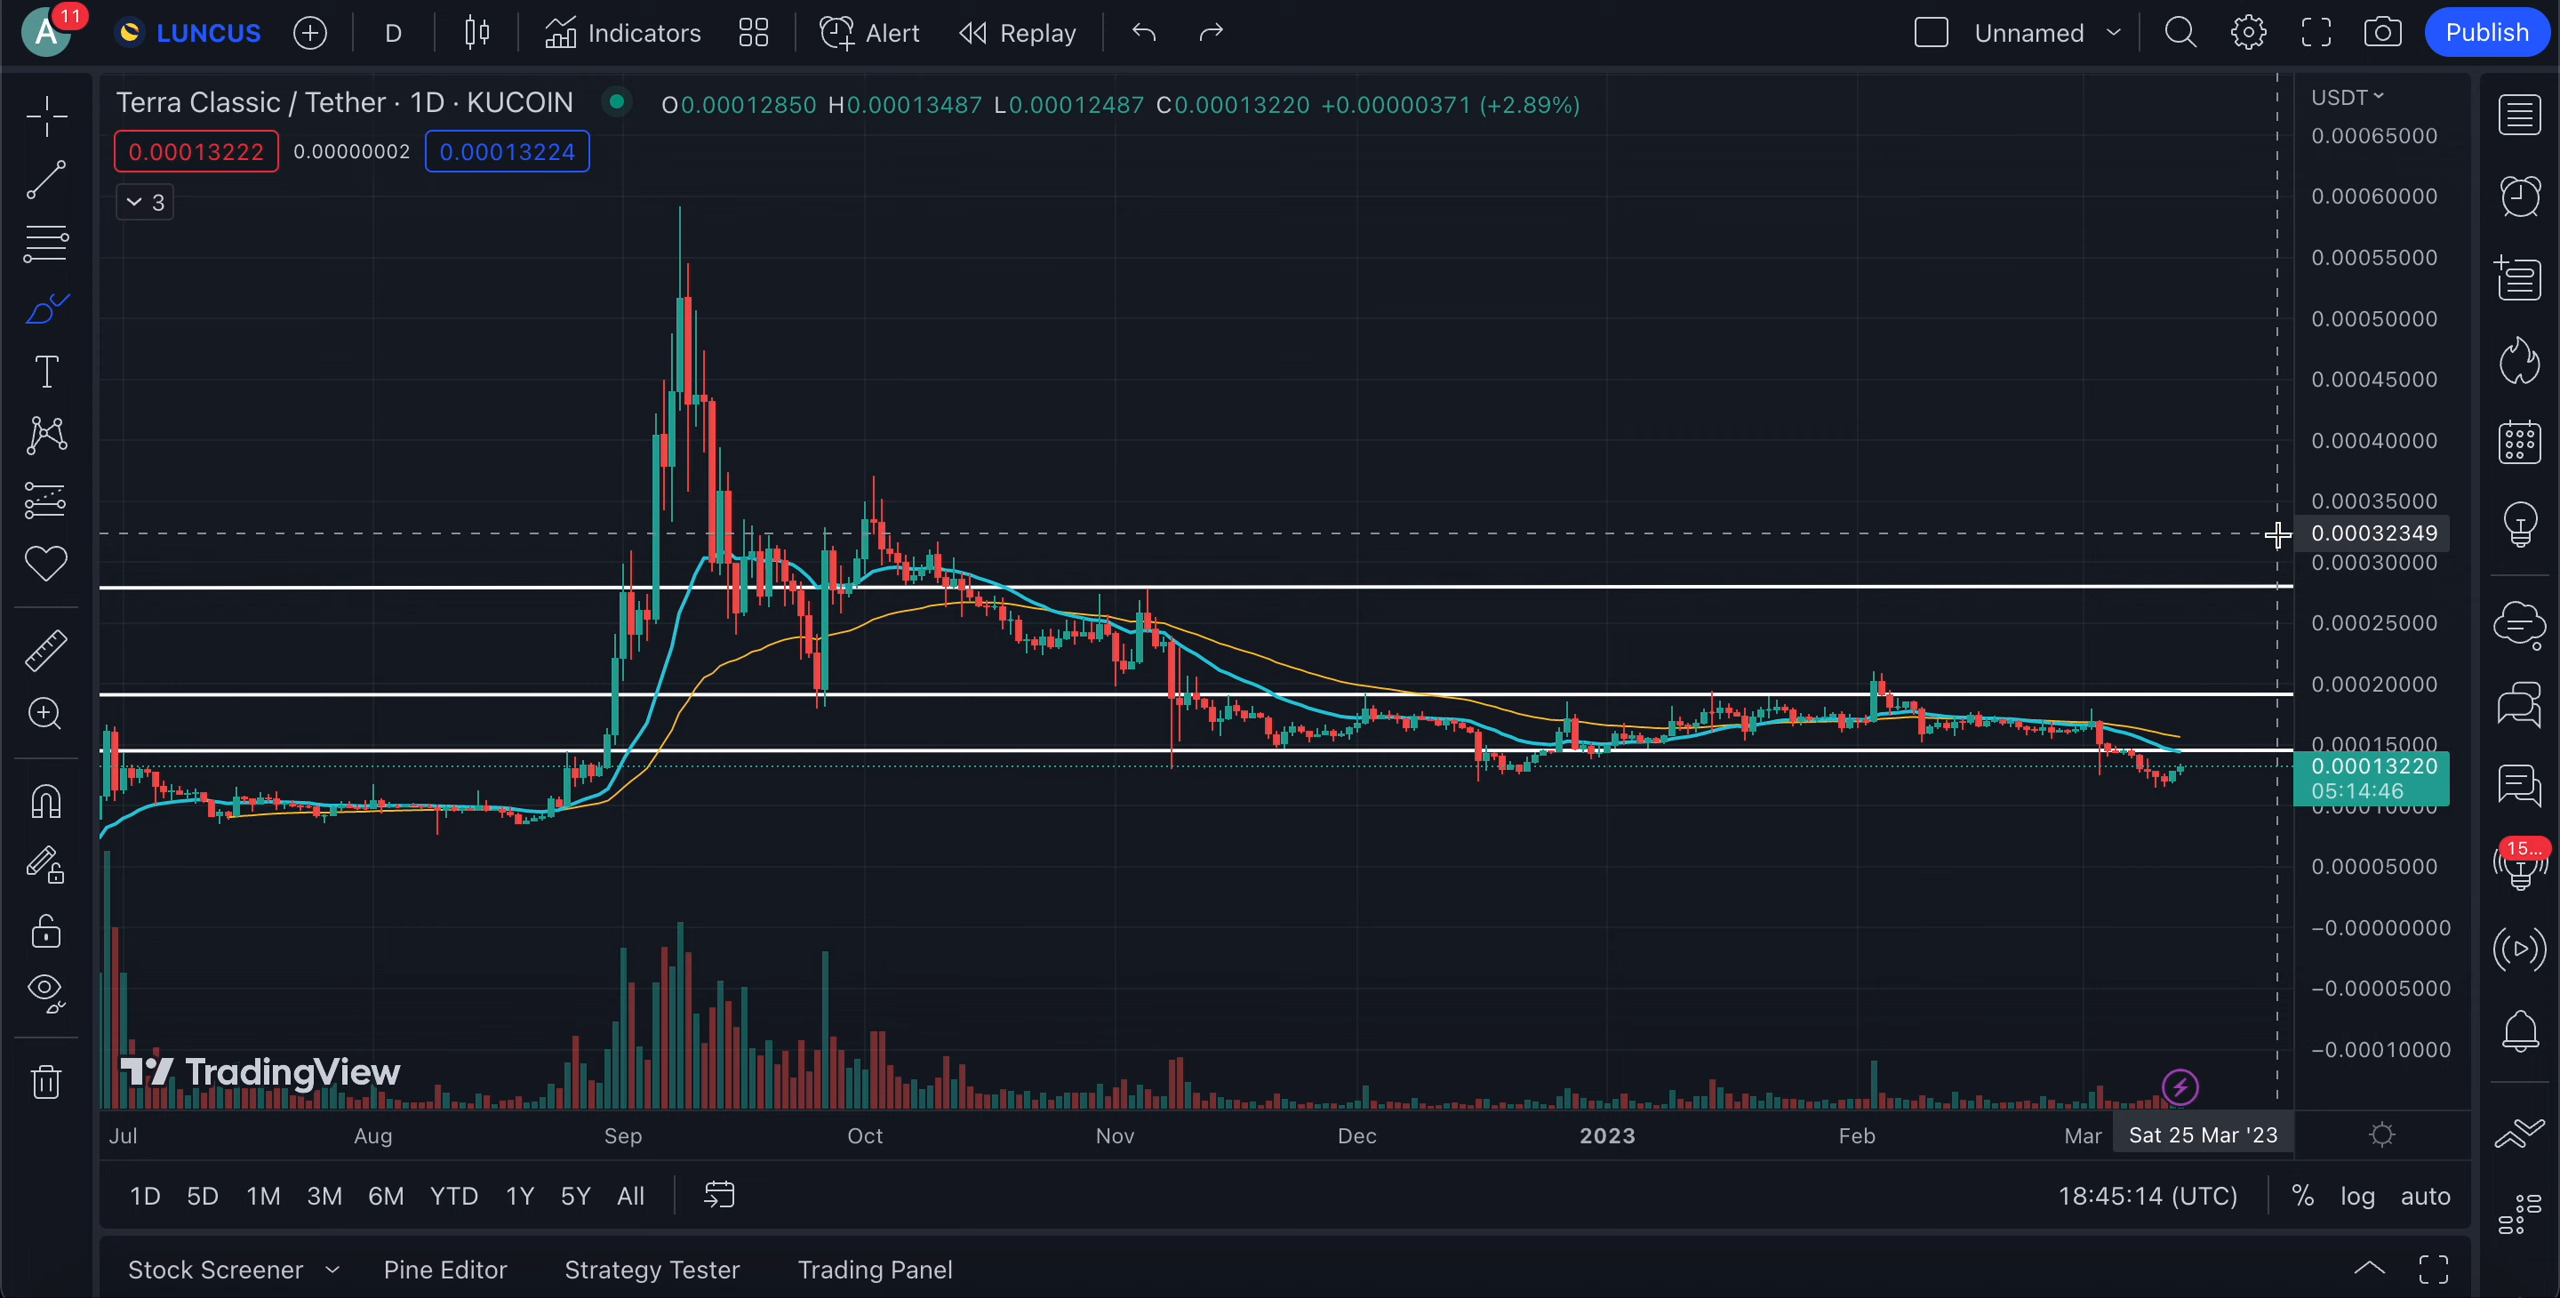 A 11 LUNCUS D Indicators Alert Replay Unnamed Publish
Terra Classic / Tether · 1D · KUCOIN O0.00012850 H0.00013487 L0.00012487 C0.00013220 +0.00000371 (+2.89%)
0.00013222 0.00000002 0.00013224
3
USDT
0.00065000
0.00060000
0.00055000
0.00050000
0.00045000
0.00040000
0.00035000
0.00032349
0.00030000
0.00025000
0.00020000
0.00015000
0.00013220
05:14:46
0.00010000
0.00005000
−0.00000000
−0.00005000
−0.00010000
15...
TradingView
Jul Aug Sep Oct Nov Dec 2023 Feb Mar Sat 25 Mar '23
1D 5D 1M 3M 6M YTD 1Y 5Y All 18:45:14 (UTC) % log auto
Stock Screener Pine Editor Strategy Tester Trading Panel